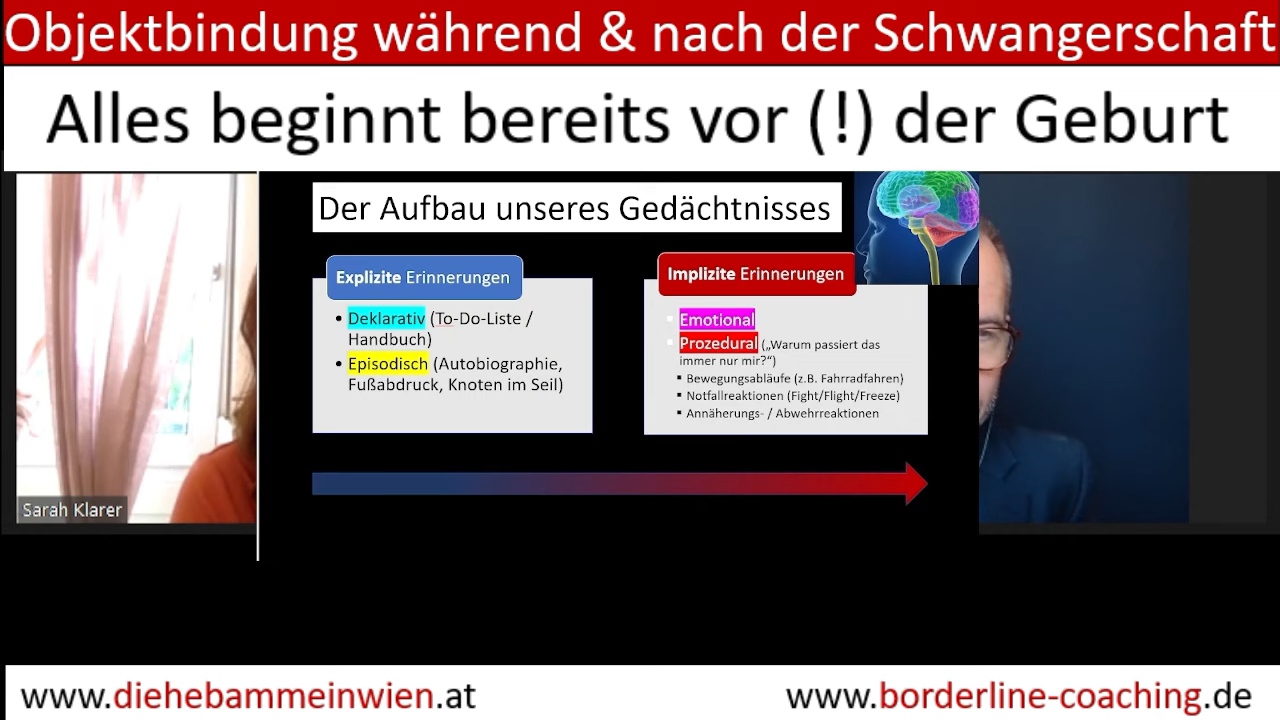 Objektbindung während & nach der Schwangerschaft
Alles beginnt bereits vor (!) der Geburt
Der Aufbau unseres Gedächtnisses
Explizite Erinnerungen
• Deklarativ (To-Do-Liste /
Handbuch)
• Episodisch (Autobiographie,
Fußabdruck, Knoten im Seil)
Implizite Erinnerungen
Emotional
Prozedural („Warum passiert das
immer nur mir?“)
▪ Bewegungsabläufe (z.B. Fahrradfahren)
▪ Notfallreaktionen (Fight/Flight/Freeze)
▪ Annäherungs- / Abwehrreaktionen
Sarah Klarer
www.diehebammeinwien.at
www.borderline-coaching.de